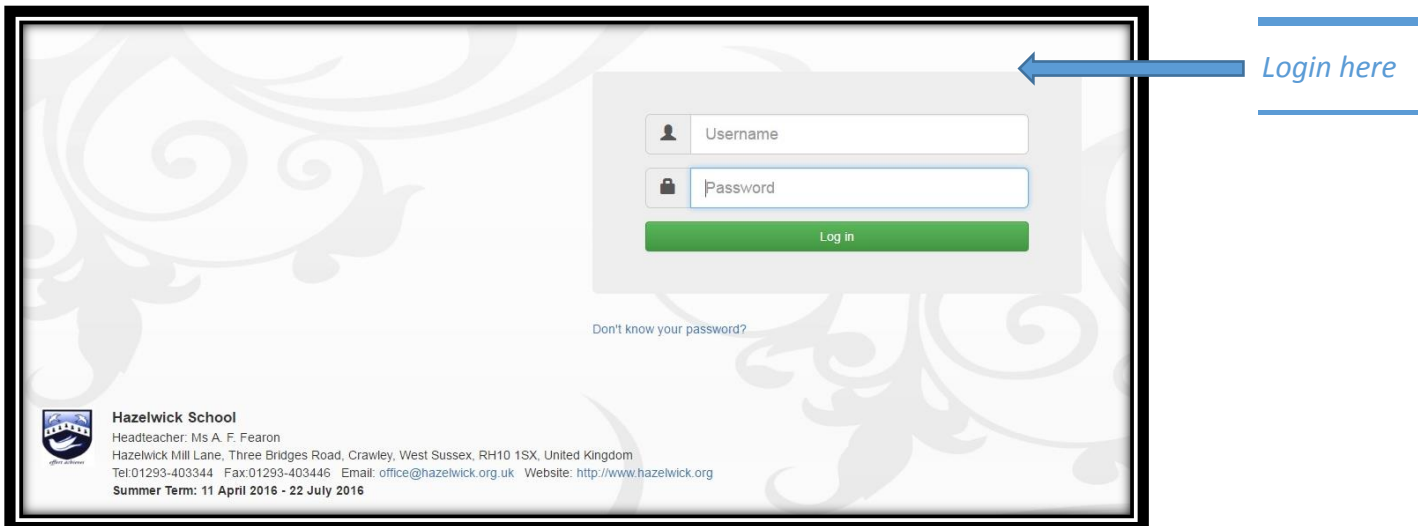 Login here
Username
Password
Log in
Don't know your password?
Hazelwick School
Headteacher: Ms A. F. Fearon
Hazelwick Mill Lane, Three Bridges Road, Crawley, West Sussex, RH10 1SX, United Kingdom
Tel:01293-403344 Fax:01293-403446 Email: office@hazelwick.org.uk Website: http://www.hazelwick.org
Summer Term: 11 April 2016 - 22 July 2016
effort achieves